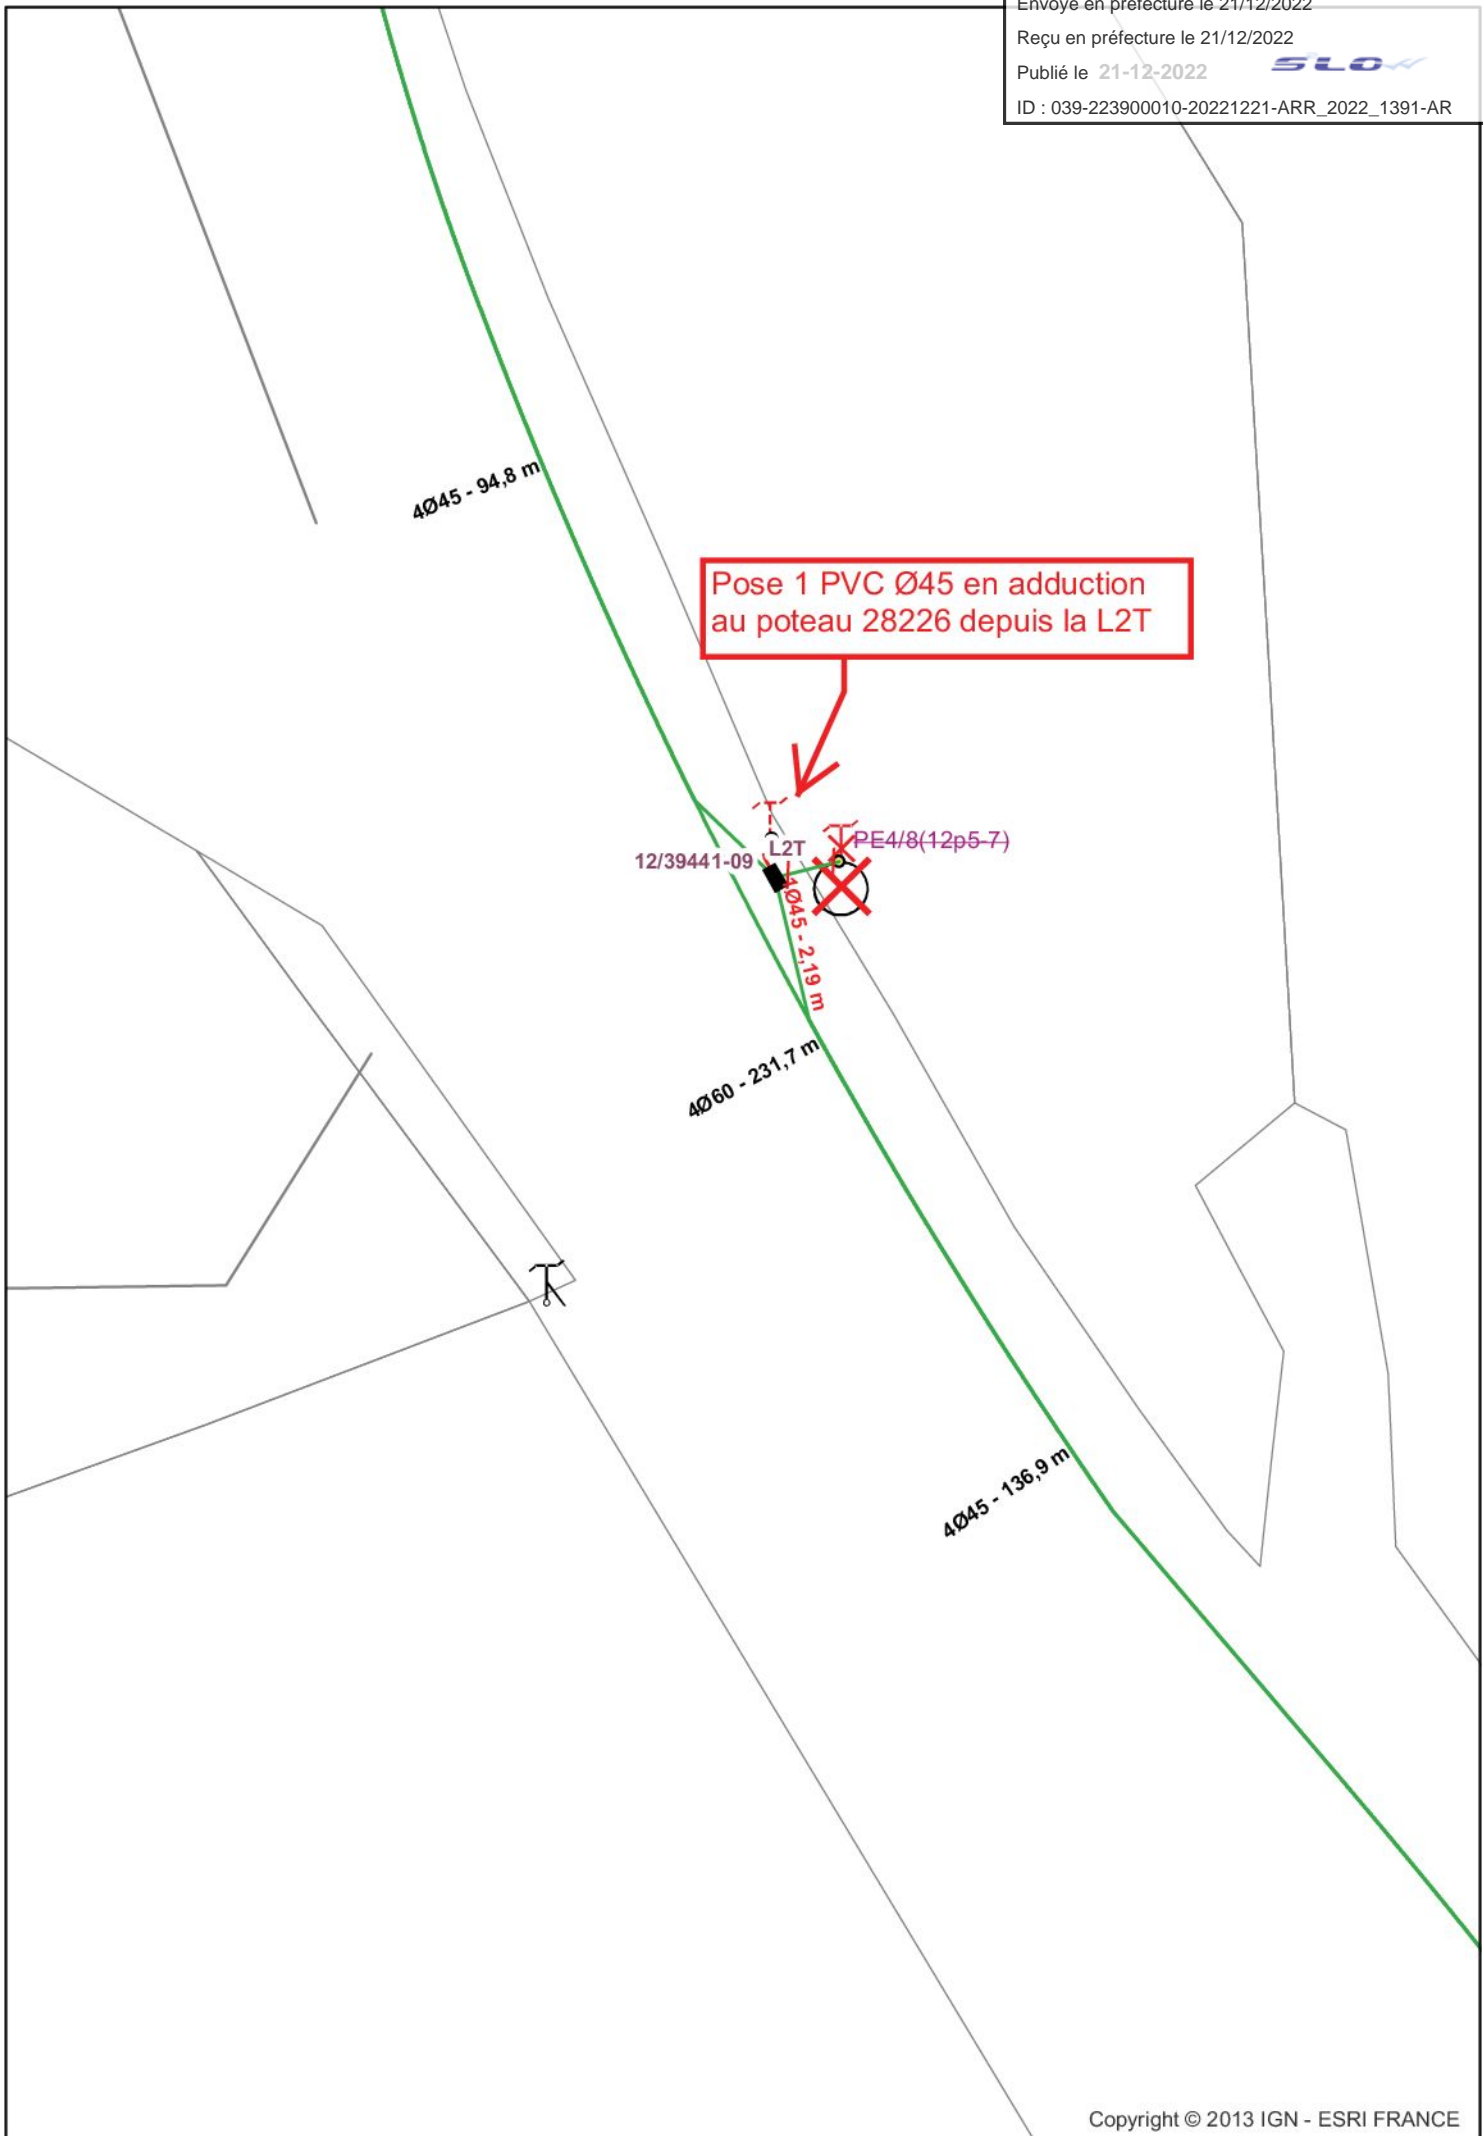 Envoyé en préfecture le 21/12/2022
Reçu en préfecture le 21/12/2022
Publié le 21-12-2022
SLOW
ID : 039-223900010-20221221-ARR_2022_1391-AR
4Ø45 - 94,8 m
Pose 1 PVC Ø45 en adduction
au poteau 28226 depuis la L2T
L2T
PE4/8(12p5-7)
12/39441-09
1Ø45 - 2,19 m
4Ø60 - 231,7 m
4Ø45 - 136,9 m
Copyright © 2013 IGN - ESRI FRANCE